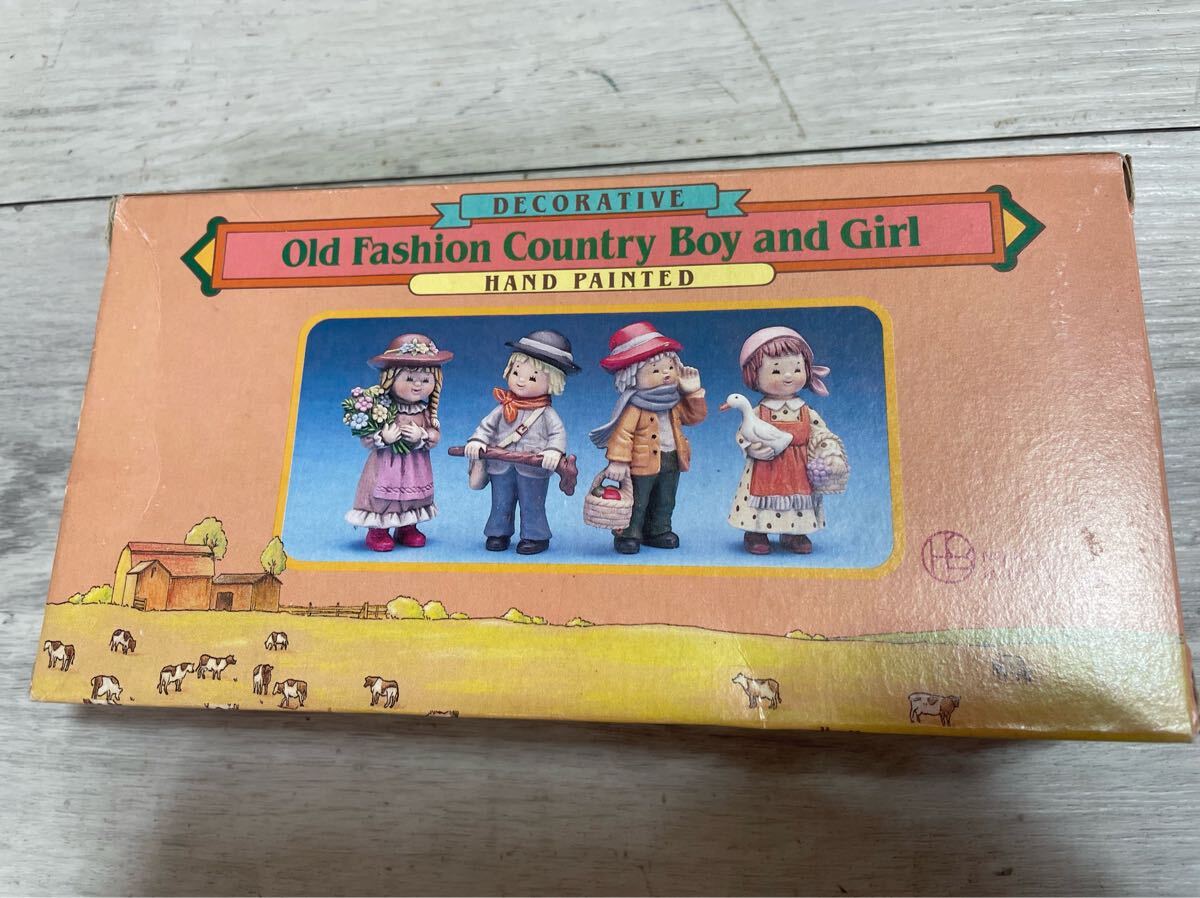 DECORATIVE
Old Fashion Country Boy and Girl
HAND PAINTED